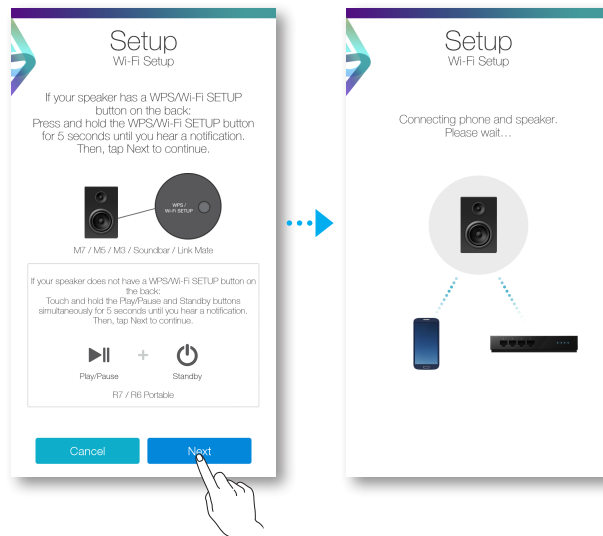 Setup
Wi-Fi Setup
If your speaker has a WPS/Wi-Fi SETUP
button on the back:
Press and hold the WPS/Wi-Fi SETUP button
for 5 seconds until you hear a notification.
Then, tap Next to continue.
WPS /
Wi-Fi SETUP
M7 / M5 / M3 / Soundbar / Link Mate
If your speaker does not have a WPS/Wi-Fi SETUP button on
the back:
Touch and hold the Play/Pause and Standby buttons
simultaneously for 5 seconds until you hear a notification.
Then, tap Next to continue.
+
Play/Pause
Standby
R7 / R6 Portable
Cancel
Next
Setup
Wi-Fi Setup
Connecting phone and speaker.
Please wait…